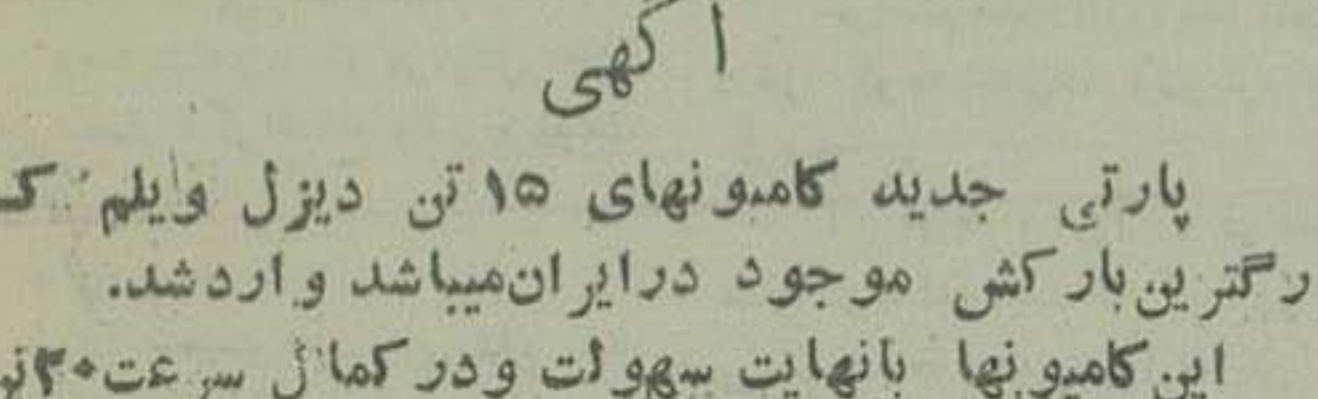 آگهی
پارتی جدید کامیونهای ۱۵ تن دیزل ویلم
رگترین بارکش موجود درایران میباشد وارد شد.
این کامیونها بانهایت سهولت ودرکمال سرعت